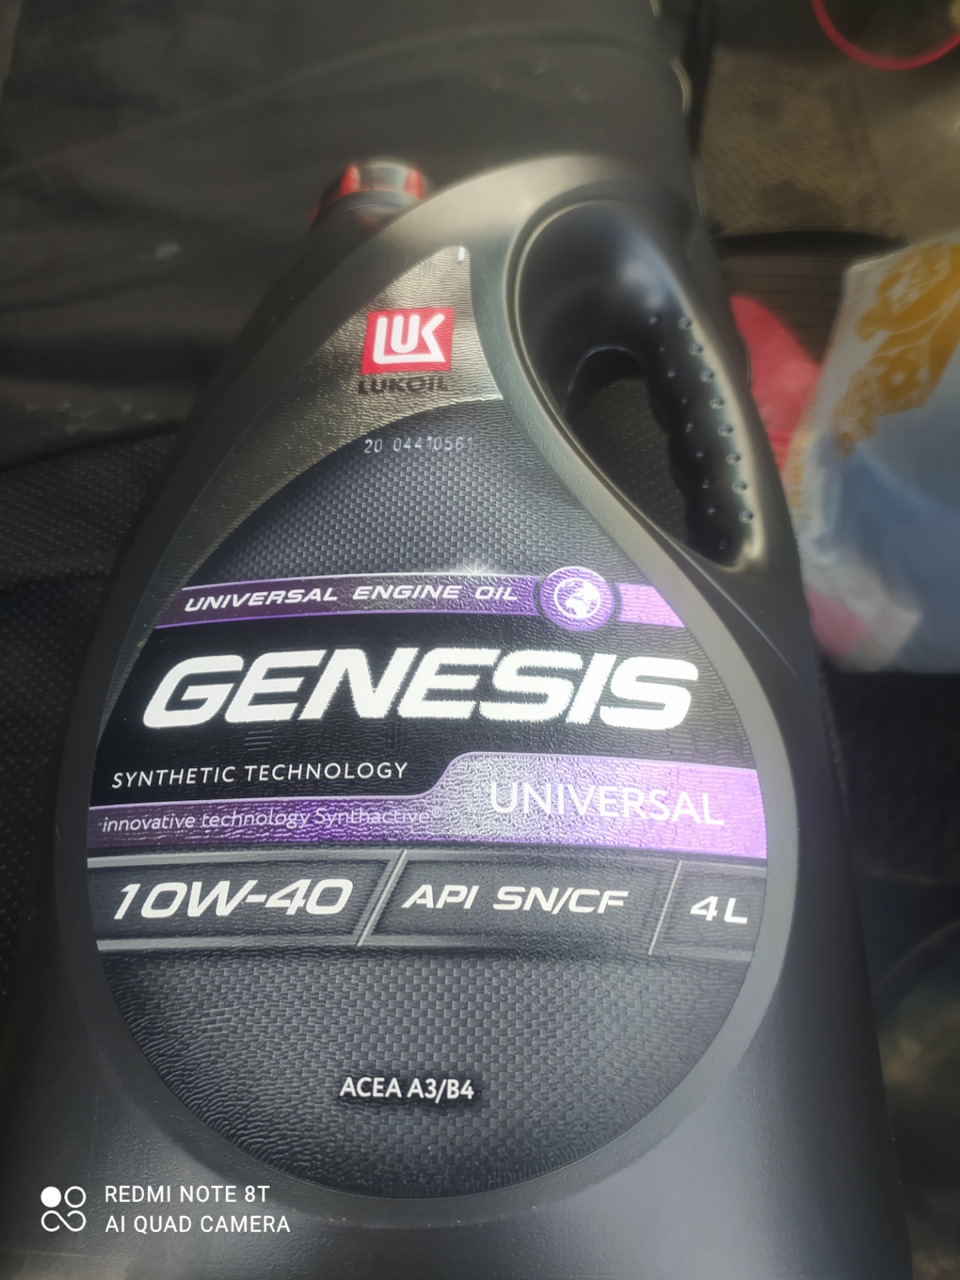 LUK
LUKOIL
20 04410561
UNIVERSAL ENGINE OIL
GENESIS
SYNTHETIC TECHNOLOGY
innovative technology Synthactive®
UNIVERSAL
10W-40 API SN/CF 4L
ACEA A3/B4
REDMI NOTE 8T
AI QUAD CAMERA